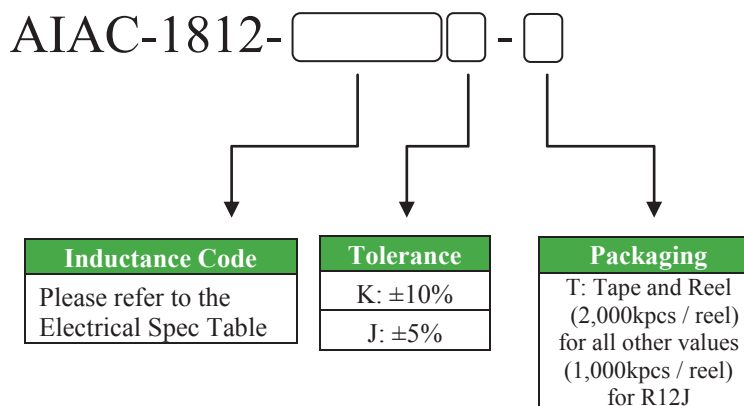 AIAC-1812- -
Inductance Code
Please refer to the
Electrical Spec Table
Tolerance
K: ±10%
J: ±5%
Packaging
T: Tape and Reel
(2,000kpcs / reel)
for all other values
(1,000kpcs / reel)
for R12J